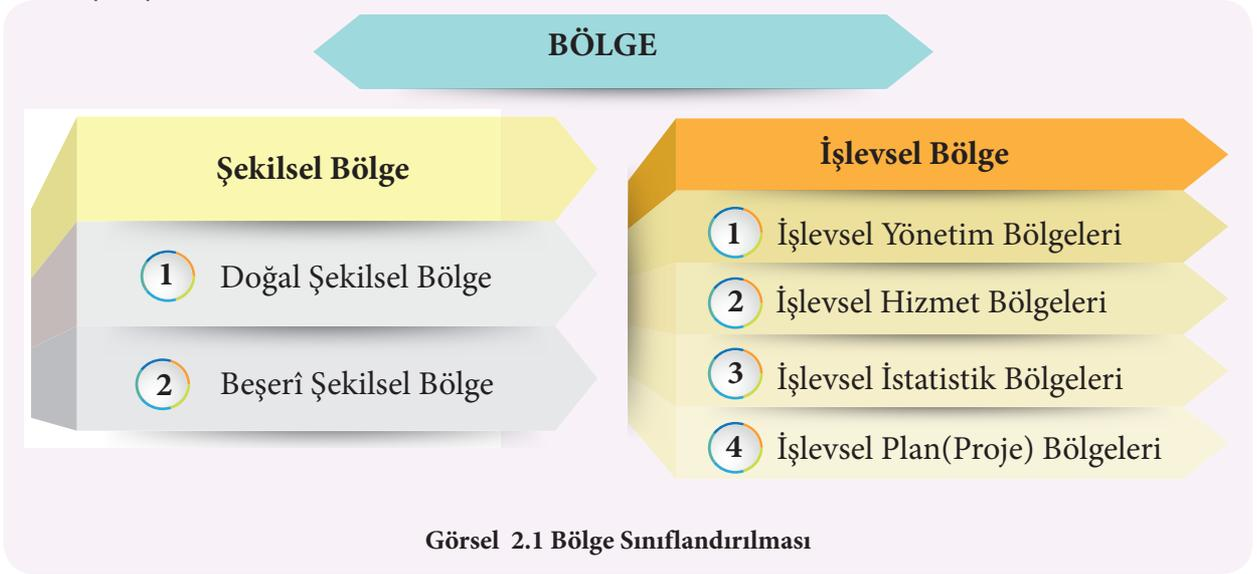 BÖLGE
Şekilsel Bölge
1 Doğal Şekilsel Bölge
2 Beşerî Şekilsel Bölge
İşlevsel Bölge
1 İşlevsel Yönetim Bölgeleri
2 İşlevsel Hizmet Bölgeleri
3 İşlevsel İstatistik Bölgeleri
4 İşlevsel Plan(Proje) Bölgeleri
Görsel 2.1 Bölge Sınıflandırılması